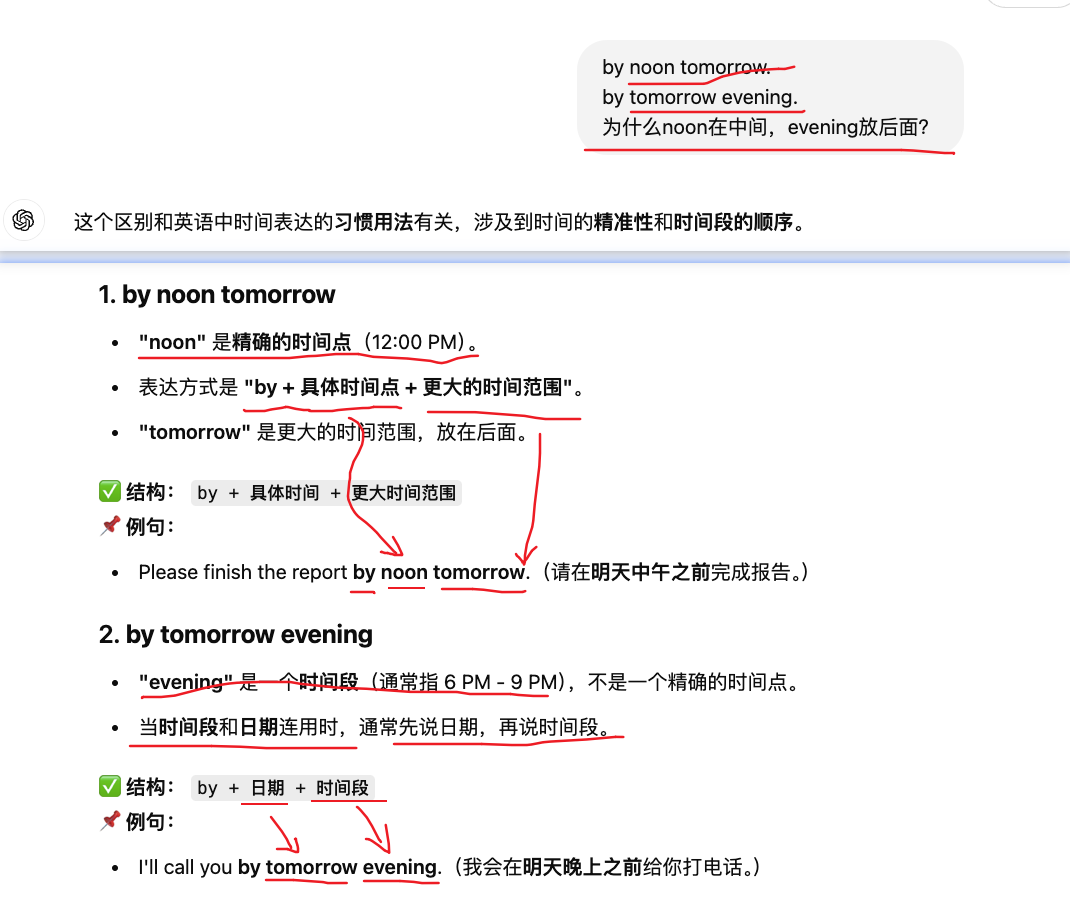 by noon tomorrow.
by tomorrow evening.
为什么noon在中间，evening放后面?
这个区别和英语中时间表达的习惯用法有关，涉及到时间的精准性和时间段的顺序。
1. by noon tomorrow
• "noon" 是精确的时间点（12:00 PM）。
• 表达方式是 "by + 具体时间点 + 更大的时间范围"。
• "tomorrow" 是更大的时间范围，放在后面。
✅ 结构： by + 具体时间 + 更大时间范围
📌 例句：
• Please finish the report by noon tomorrow.（请在明天中午之前完成报告。）
2. by tomorrow evening
• "evening" 是一个时间段（通常指 6 PM - 9 PM），不是一个精确的时间点。
• 当时间段和日期连用时，通常先说日期，再说时间段。
✅ 结构： by + 日期 + 时间段
📌 例句：
• I'll call you by tomorrow evening.（我会在明天晚上之前给你打电话。）